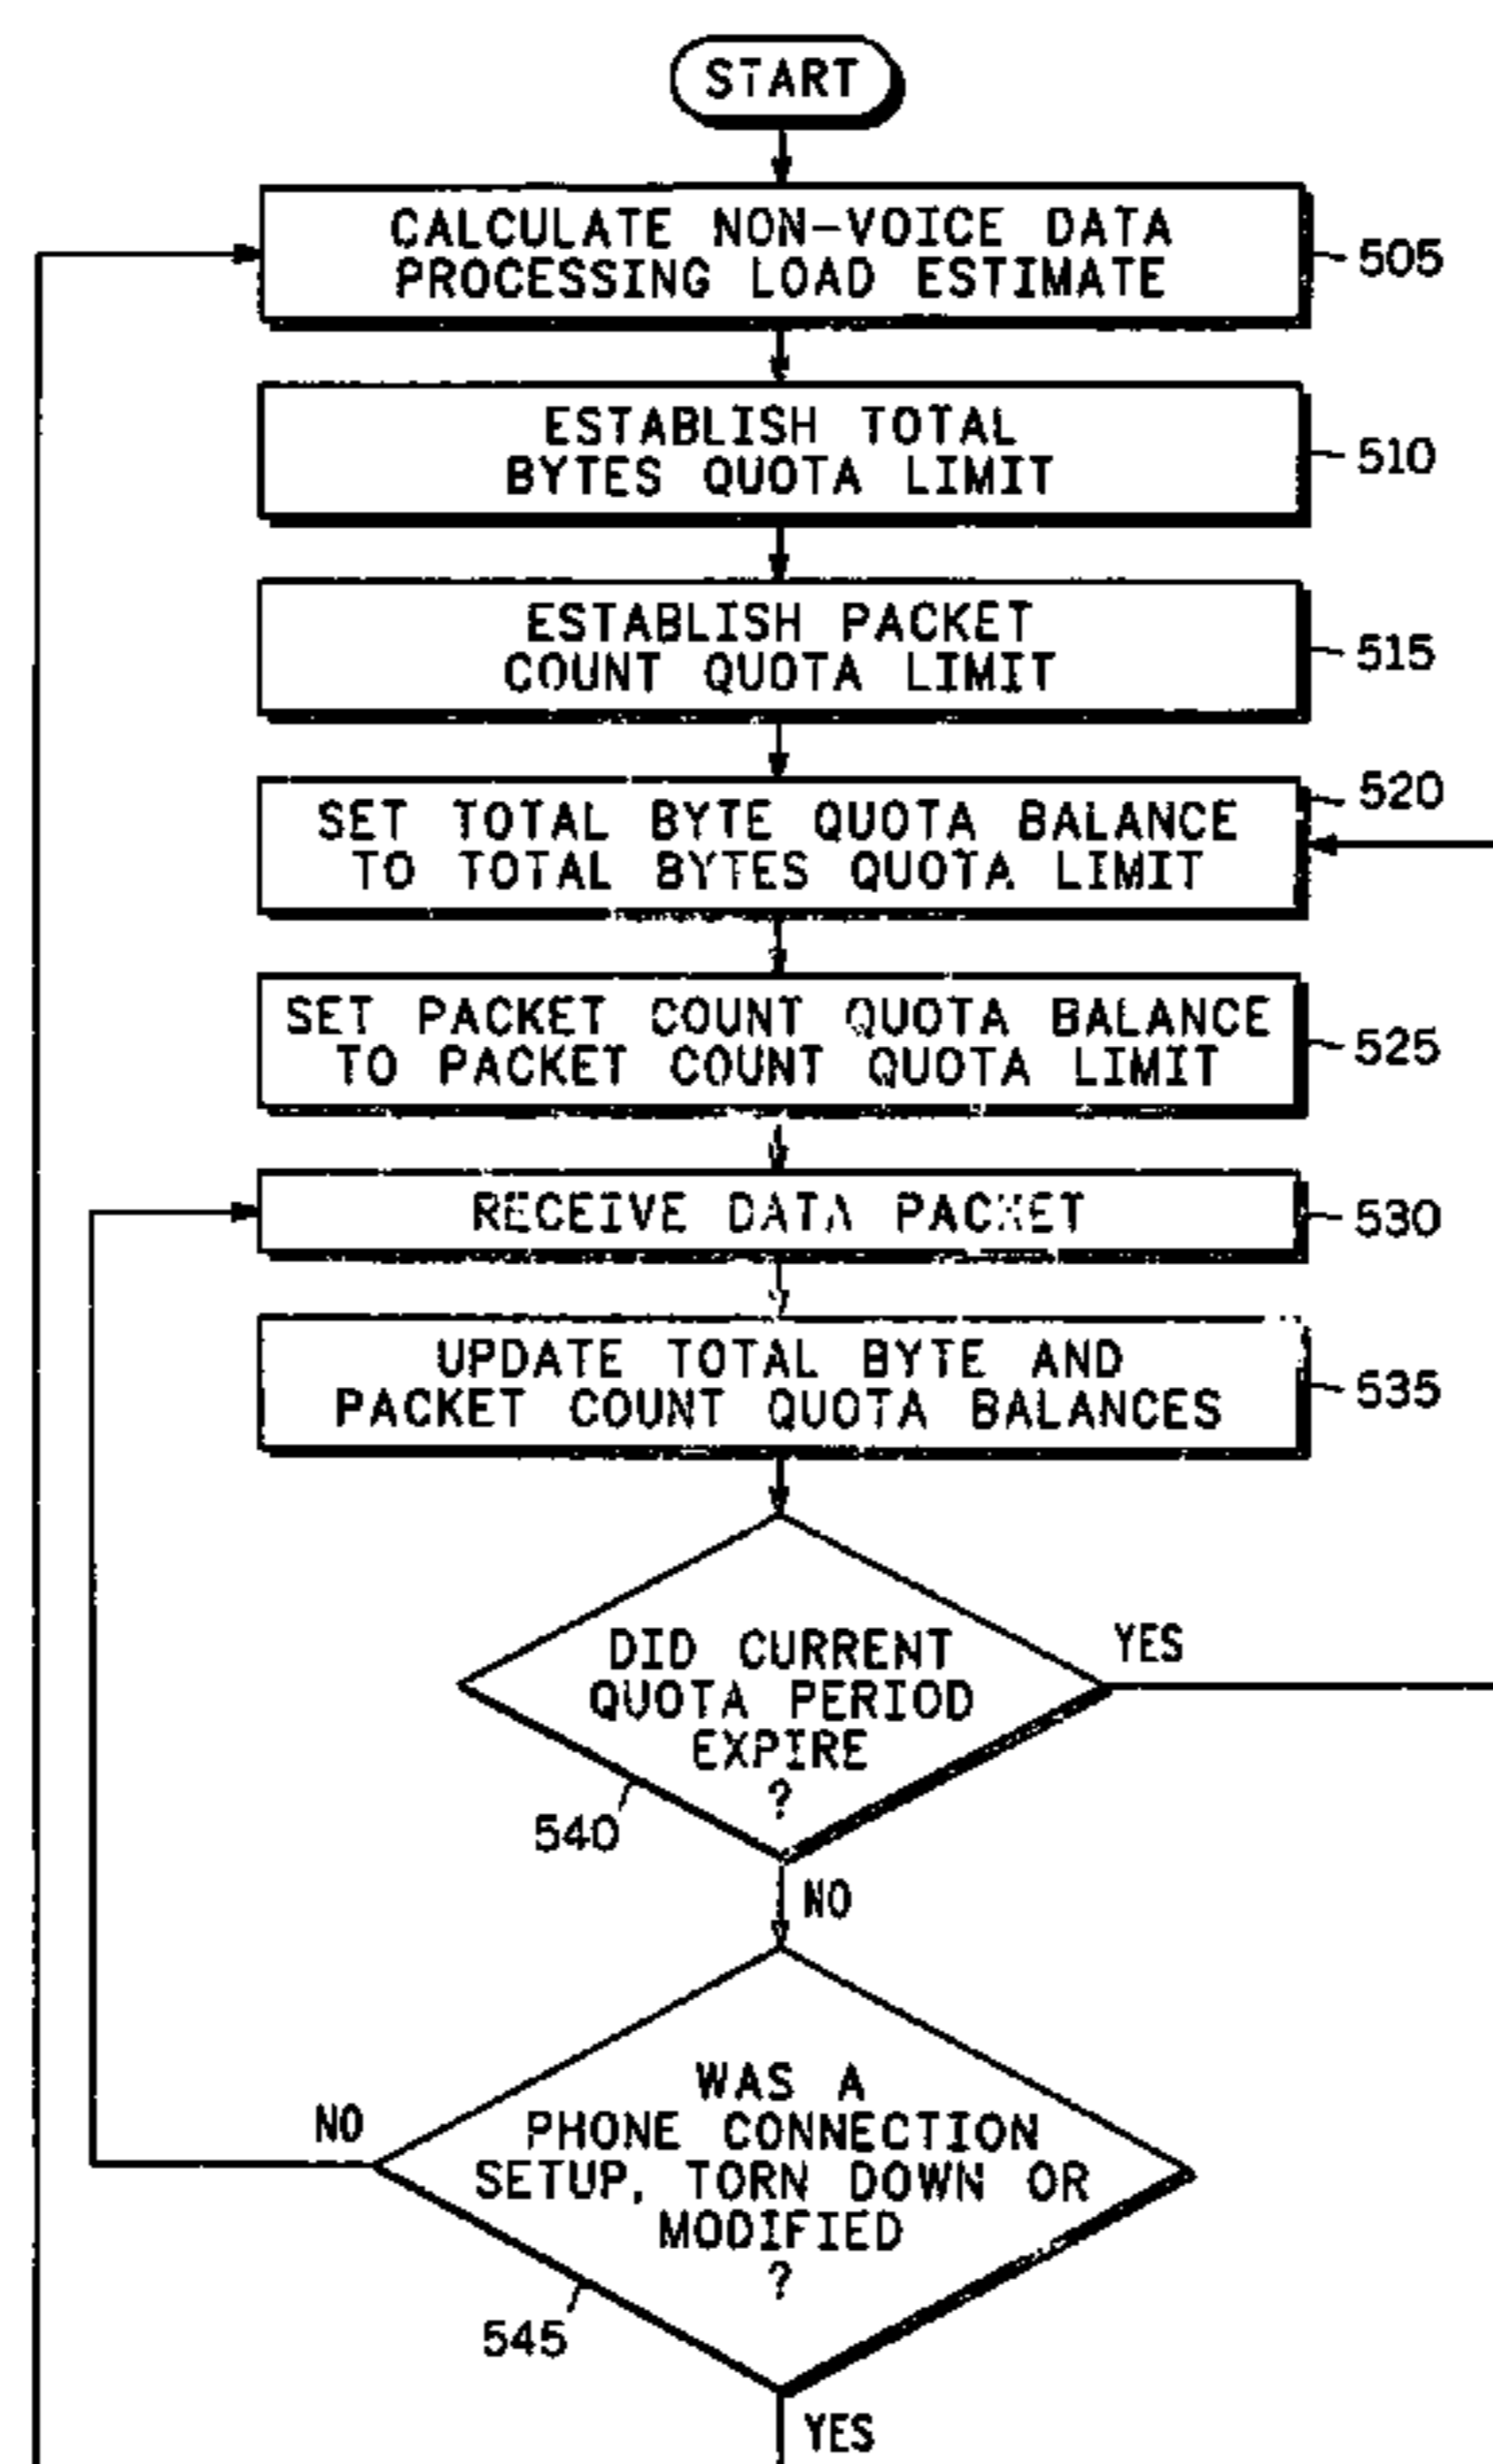 START
CALCULATE NON-VOICE DATA
PROCESSING LOAD ESTIMATE
505
ESTABLISH TOTAL
BYTES QUOTA LIMIT
510
ESTABLISH PACKET
COUNT QUOTA LIMIT
515
SET TOTAL BYTE QUOTA BALANCE
TO TOTAL BYTES QUOTA LIMIT
520
SET PACKET COUNT QUOTA BALANCE
TO PACKET COUNT QUOTA LIMIT
525
RECEIVE DATA PACKET
530
UPDATE TOTAL BYTE AND
PACKET COUNT QUOTA BALANCES
535
DID CURRENT
QUOTA PERIOD
EXPIRE
?
YES
540
NO
WAS A
PHONE CONNECTION
SETUP, TORN DOWN OR
MODIFIED
?
NO
545
YES